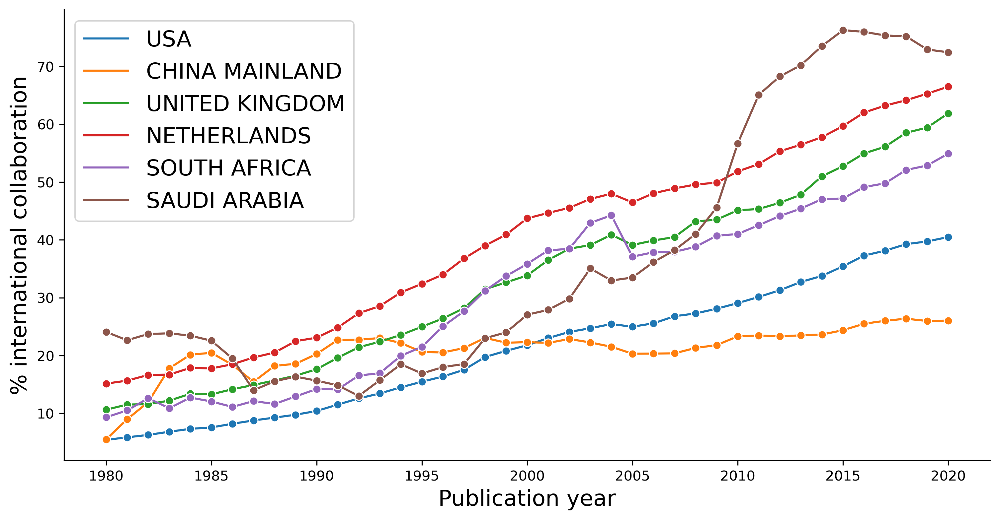 USA
CHINA MAINLAND
UNITED KINGDOM
NETHERLANDS
SOUTH AFRICA
SAUDI ARABIA
% international collaboration
70
60
50
40
30
20
10
1980 1985 1990 1995 2000 2005 2010 2015 2020
Publication year